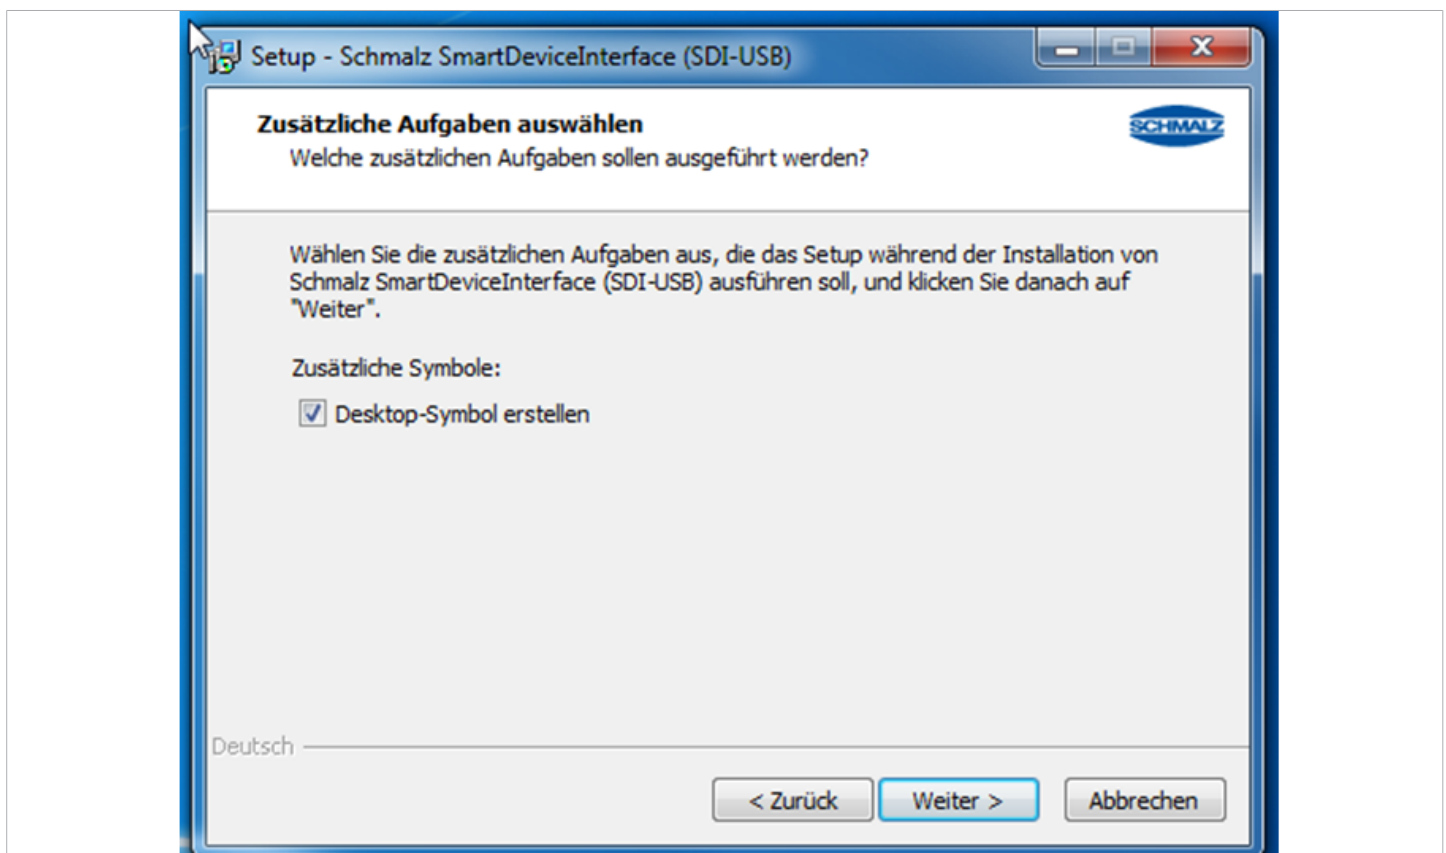 Setup - Schmalz SmartDeviceInterface (SDI-USB)
Zusätzliche Aufgaben auswählen
SCHMALZ
Welche zusätzlichen Aufgaben sollen ausgeführt werden?
Wählen Sie die zusätzlichen Aufgaben aus, die das Setup während der Installation von
Schmalz SmartDeviceInterface (SDI-USB) ausführen soll, und klicken Sie danach auf
"Weiter".
Zusätzliche Symbole:
Desktop-Symbol erstellen
Deutsch
< Zurück
Weiter >
Abbrechen